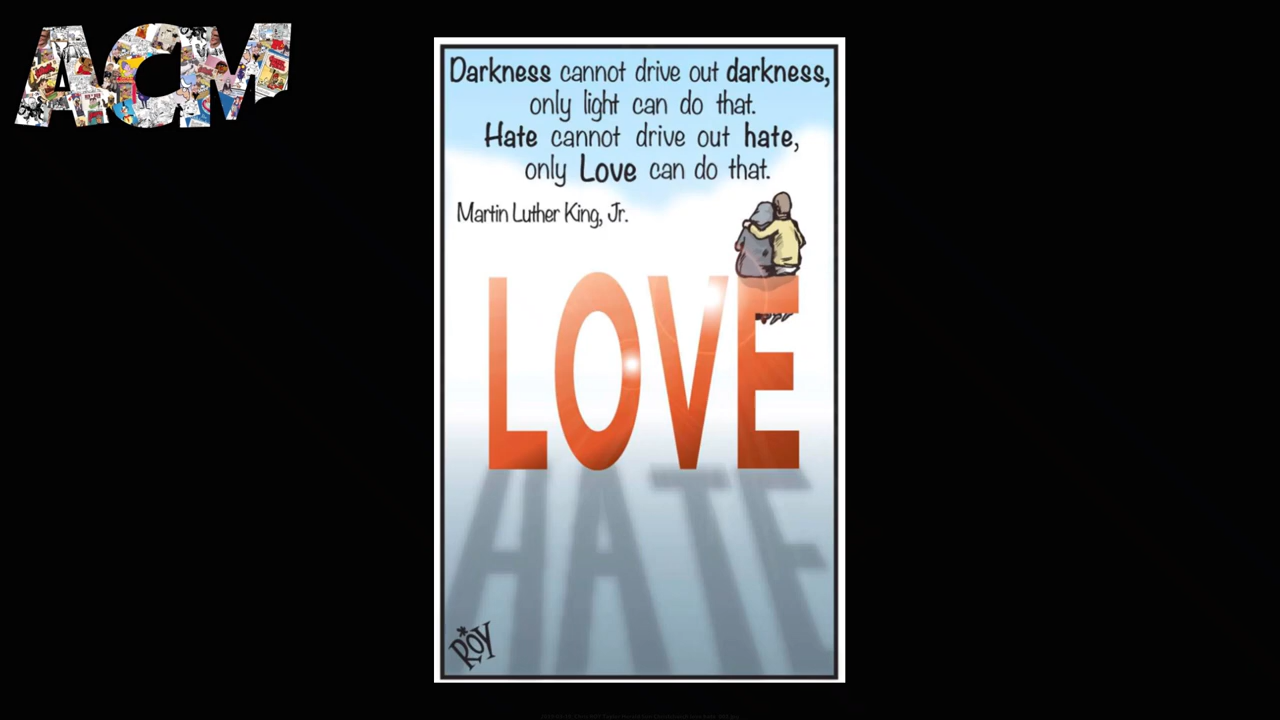 ACM
Darkness cannot drive out darkness,
only light can do that.
Hate cannot drive out hate,
only Love can do that.
Martin Luther King, Jr.
LOVE
HATE
ROY